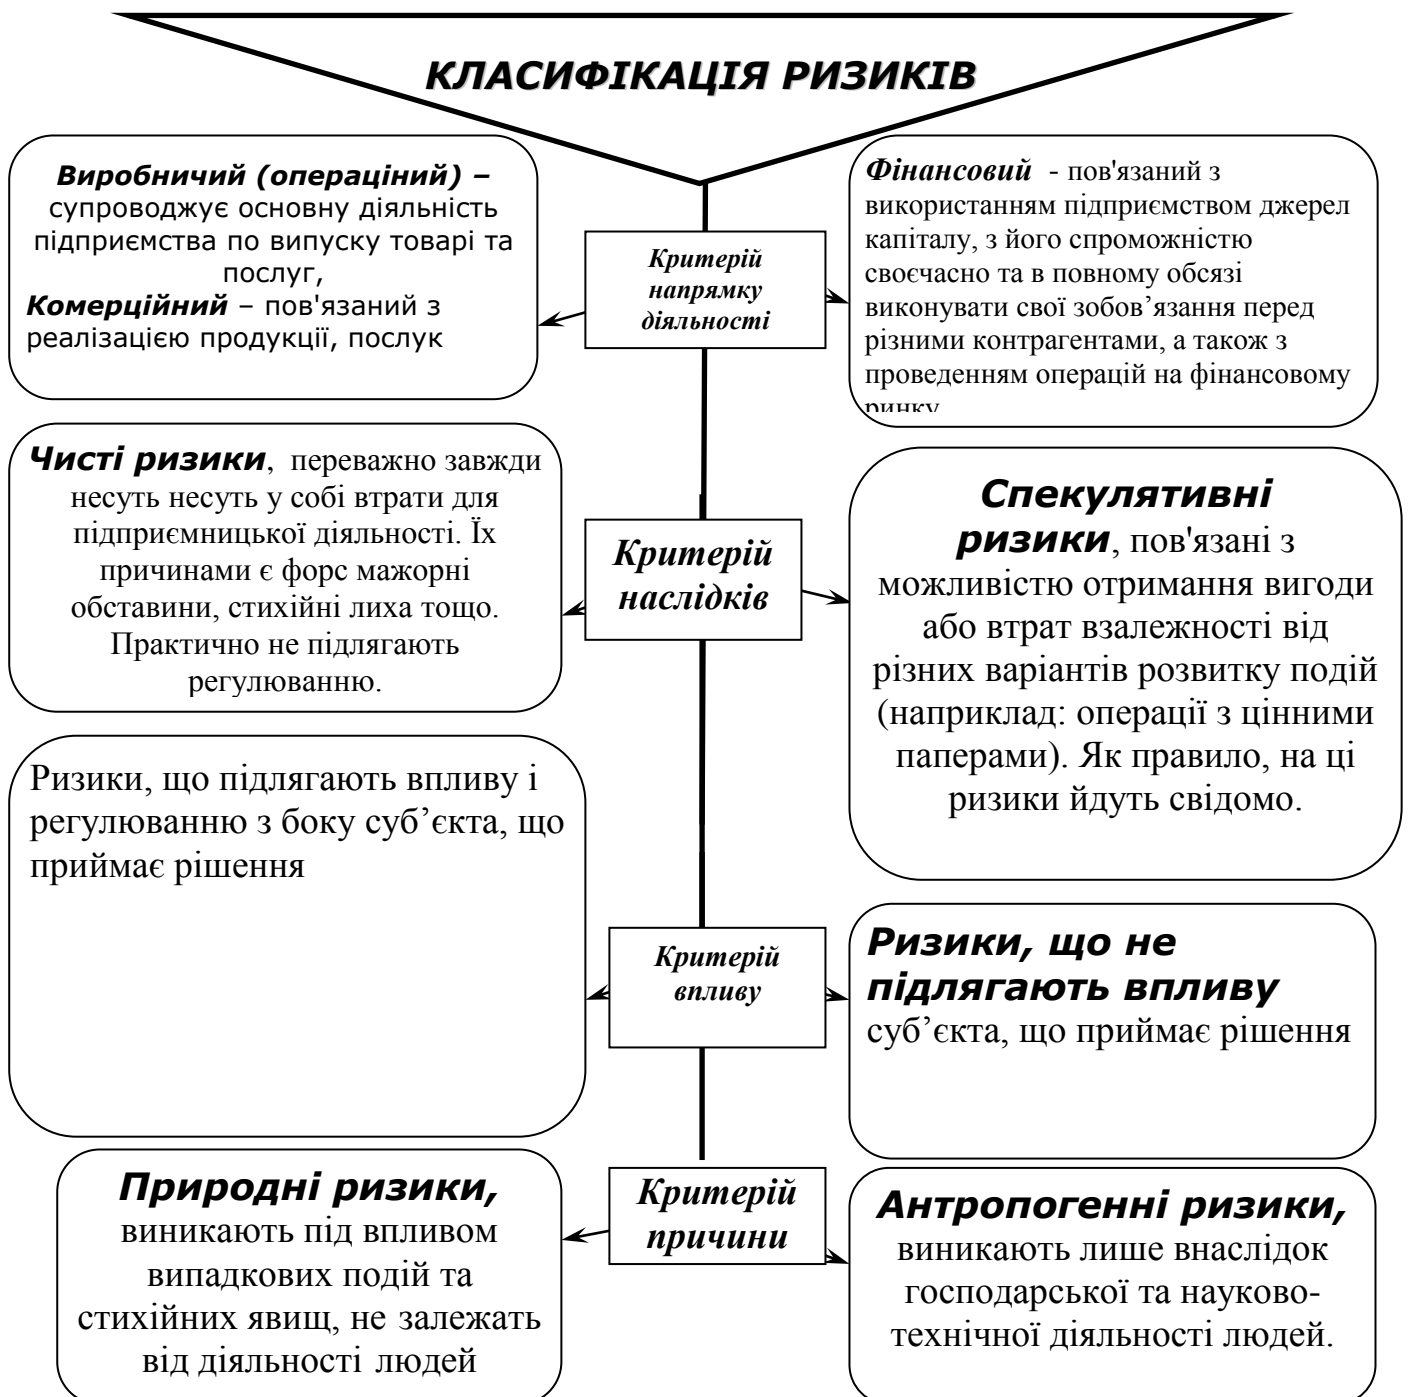 КЛАСИФІКАЦІЯ РИЗИКІВ
Виробничий (операціний) –
супроводжує основну діяльність
підприємства по випуску товарі та
послуг,
Комерційний – пов'язаний з
реалізацією продукції, послук
Критерій
напрямку
діяльності
Фінансовий - пов'язаний з
використанням підприємством джерел
капіталу, з його спроможністю
своєчасно та в повному обсязі
виконувати свої зобов’язання перед
різними контрагентами, а також з
проведенням операцій на фінансовому
ринку
Чисті ризики, переважно завжди
несуть несуть у собі втрати для
підприємницької діяльності. Їх
причинами є форс мажорні
обставини, стихійні лиха тощо.
Практично не підлягають
регулюванню.
Критерій
наслідків
Спекулятивні
ризики, пов'язані з
можливістю отримання вигоди
або втрат взалежності від
різних варіантів розвитку подій
(наприклад: операції з цінними
паперами). Як правило, на ці
ризики йдуть свідомо.
Ризики, що підлягають впливу і
регулюванню з боку суб’єкта, що
приймає рішення
Критерій
впливу
Ризики, що не
підлягають впливу
суб’єкта, що приймає рішення
Природні ризики,
виникають під впливом
випадкових подій та
стихійних явищ, не залежать
від діяльності людей
Критерій
причини
Антропогенні ризики,
виникають лише внаслідок
господарської та науково-
технічної діяльності людей.